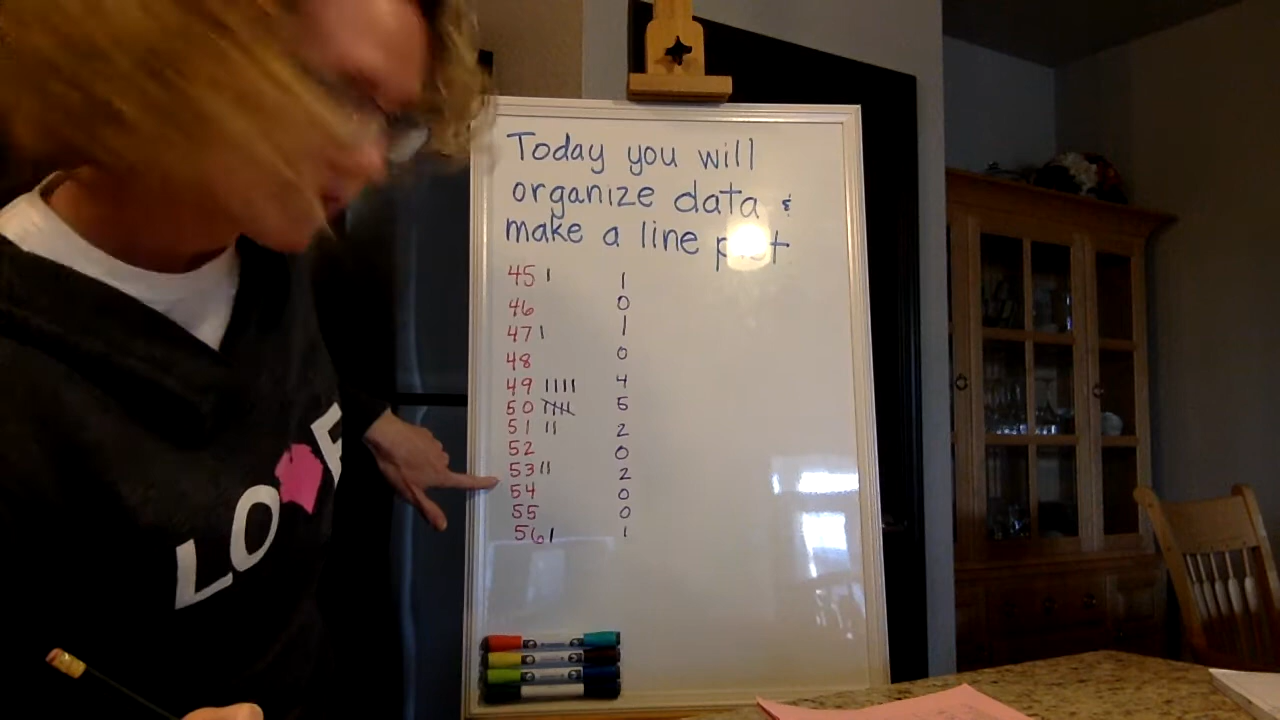 Today you will
organize data &
make a line plot
45 | 1
46 0
47 | 1
48 0
49 |||| 4
50 𝍸 5
51 || 2
52 0
53 || 2
54 0
55 0
56 | 1
LOVE